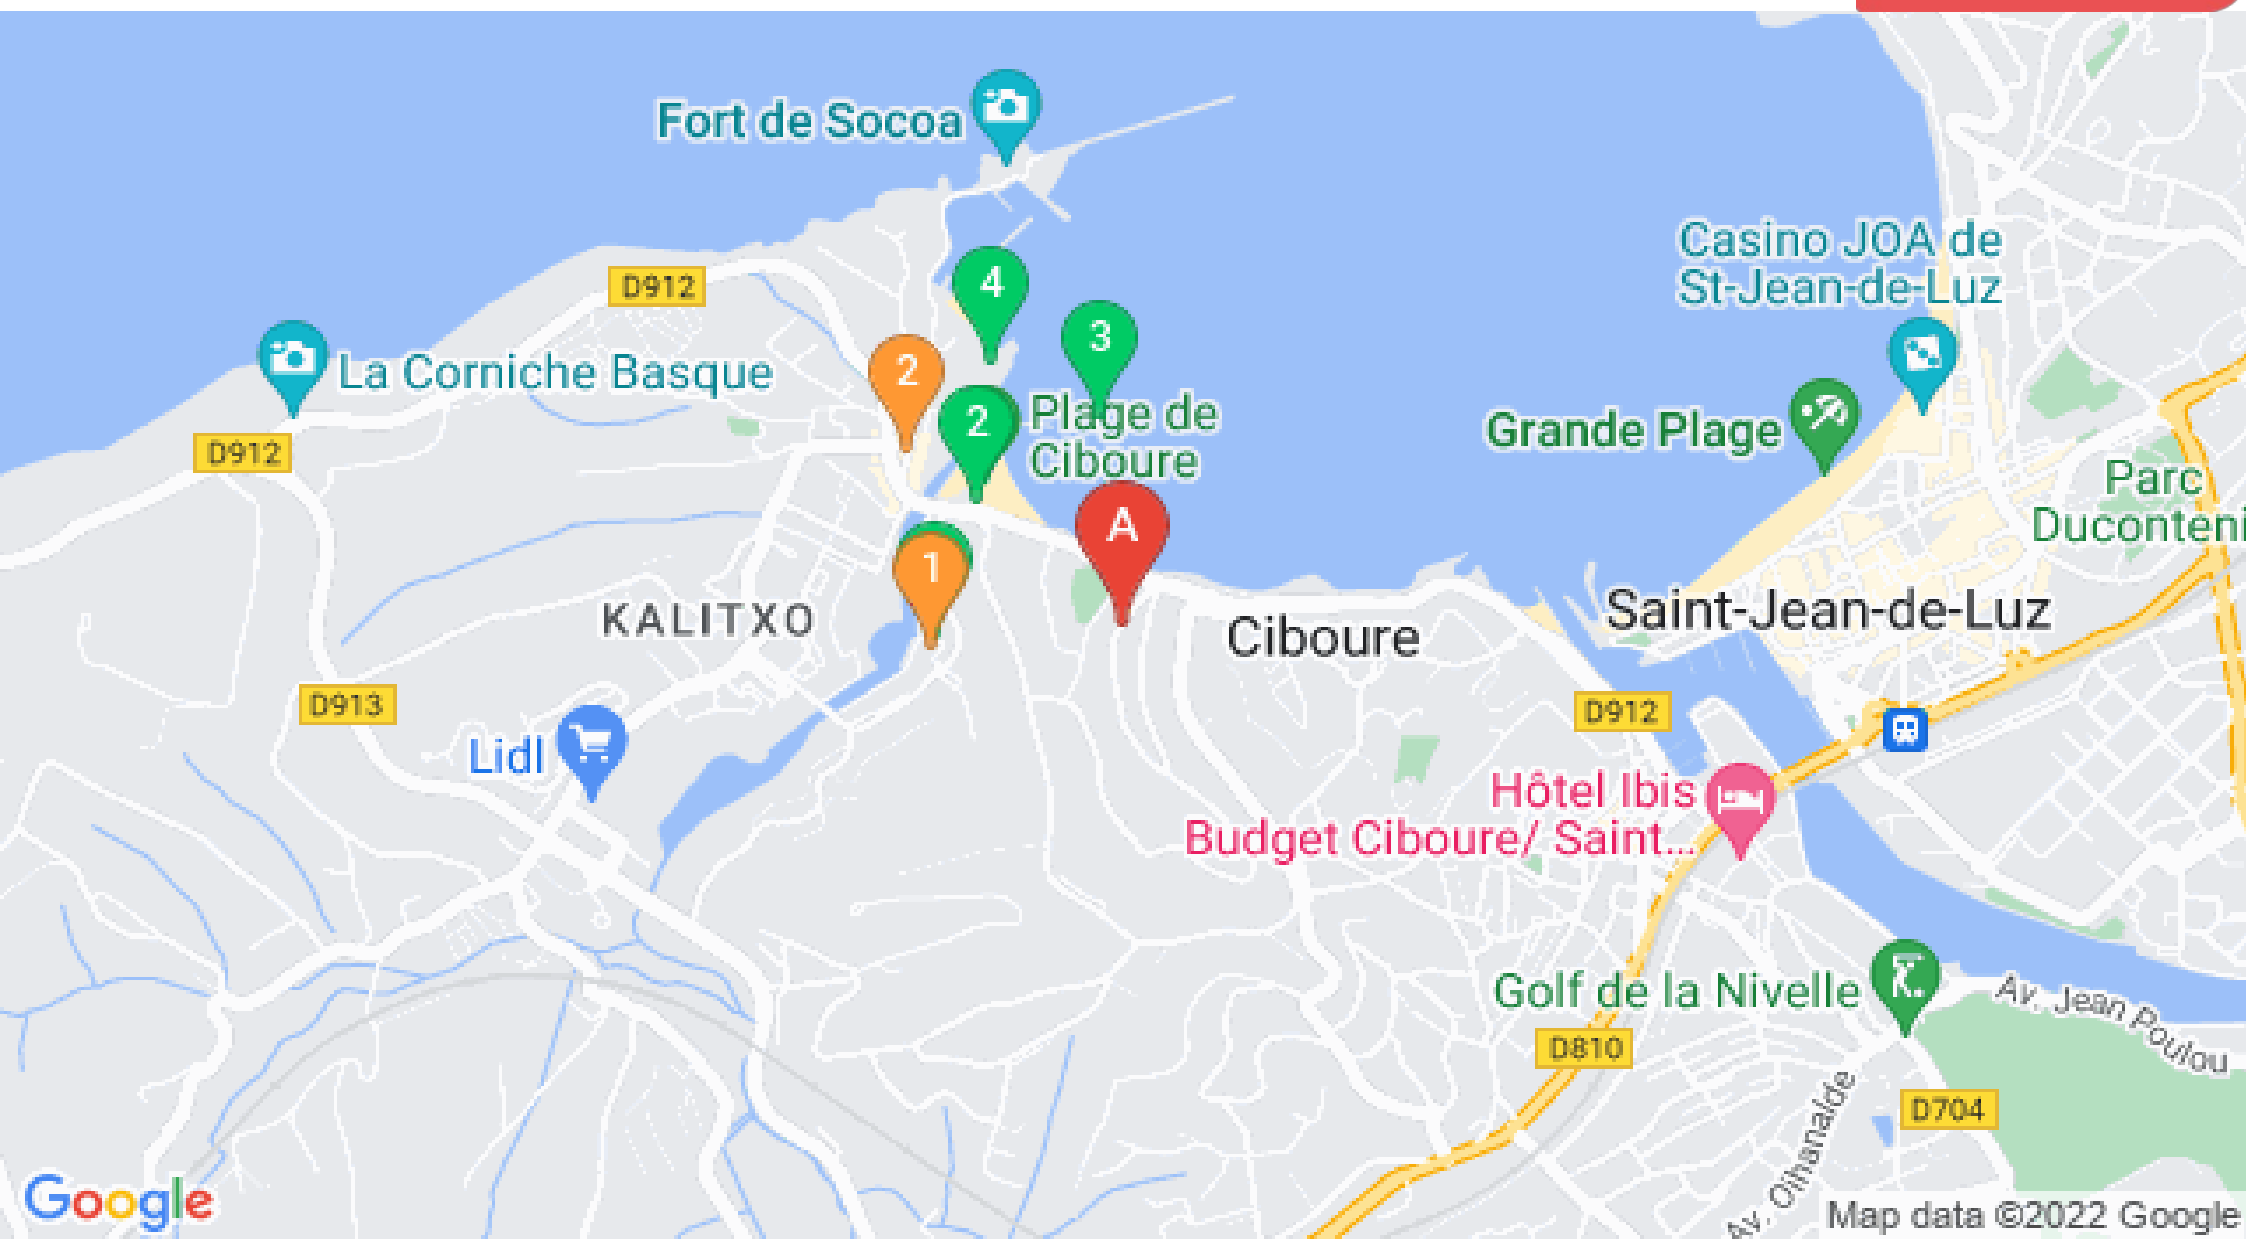 Fort de Socoa
Casino JOA de
St-Jean-de-Luz
4
D912
3
2
La Corniche Basque
Plage de
Ciboure
2
Grande Plage
D912
Parc
Duconteni
A
1
KALITXO
Ciboure
Saint-Jean-de-Luz
D913
D912
Lidl
Hôtel Ibis
Budget Ciboure/ Saint...
Golf de la Nivelle
Av. Jean Poulou
D810
D704
Av. Olhanalde
Google
Map data ©2022 Google